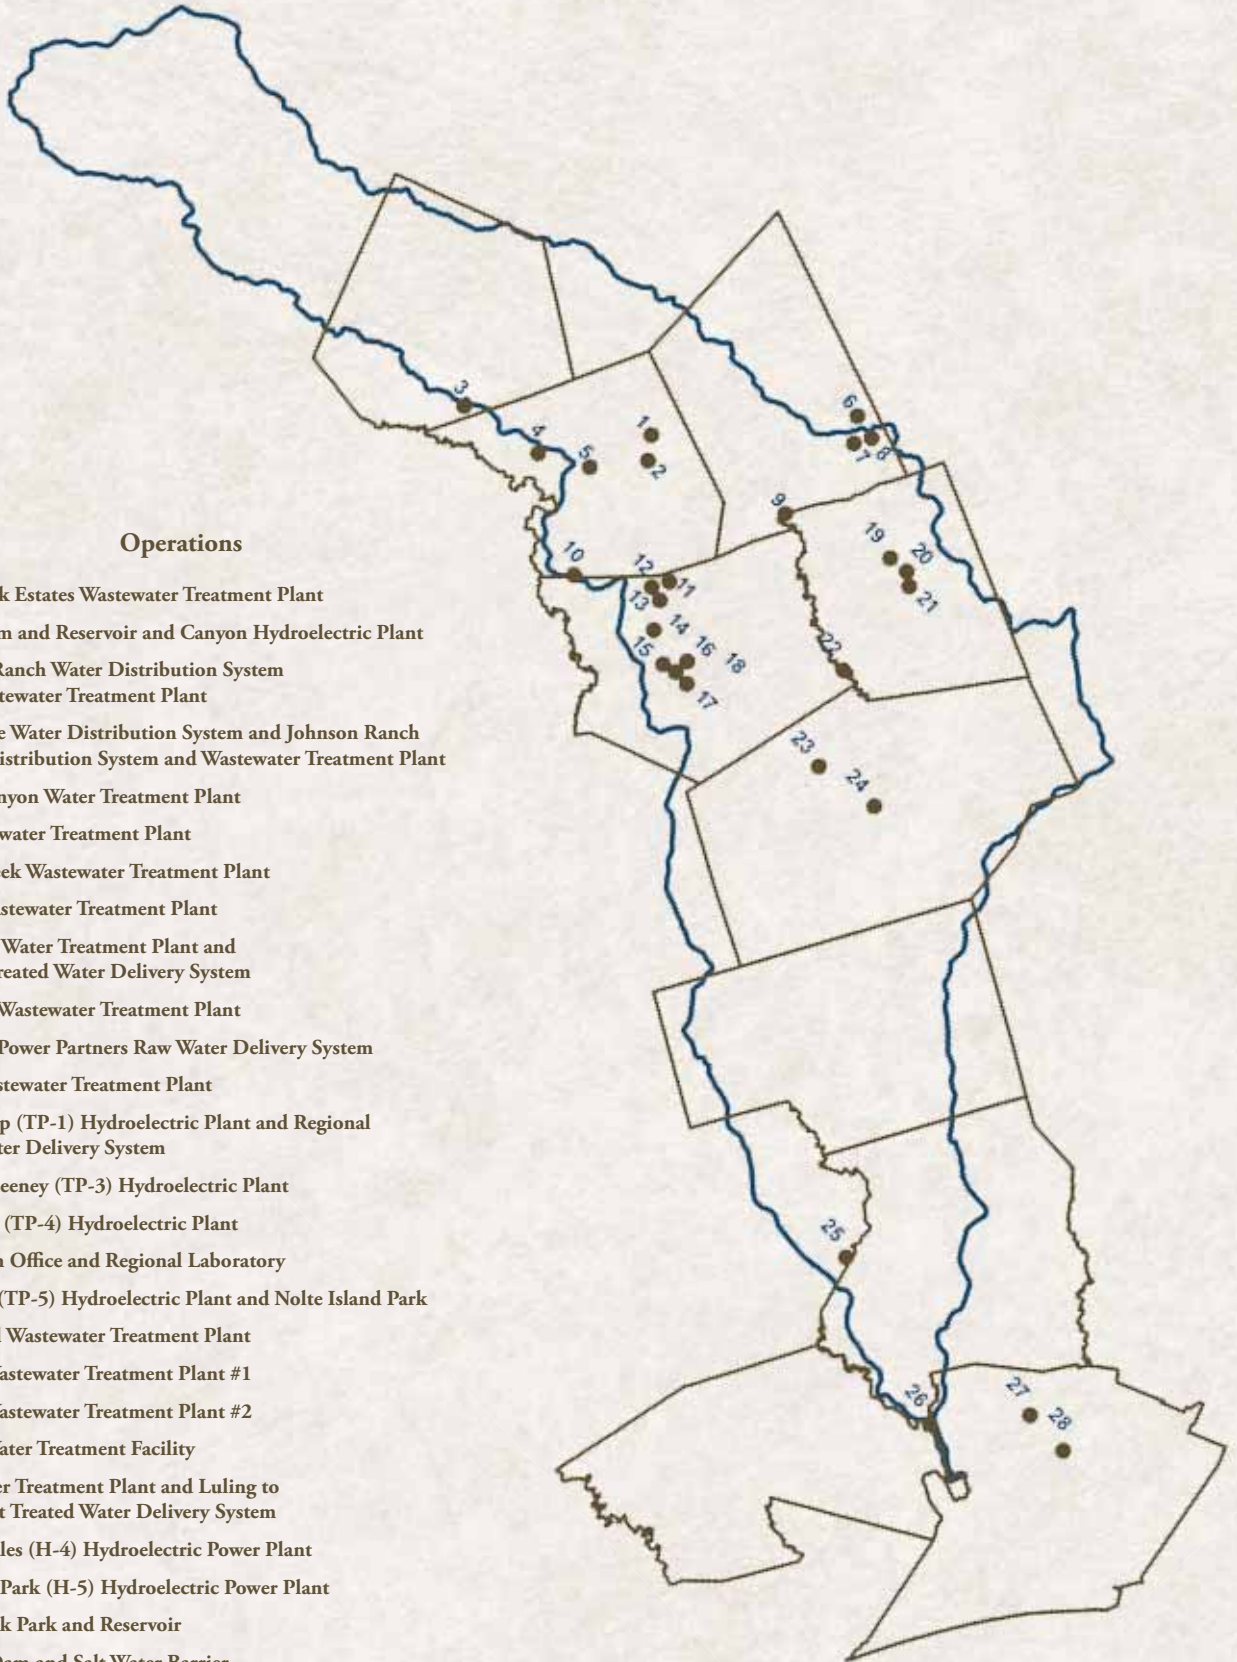 Operations
k Estates Wastewater Treatment Plant
m and Reservoir and Canyon Hydroelectric Plant
Ranch Water Distribution System
tewater Treatment Plant
e Water Distribution System and Johnson Ranch
istribution System and Wastewater Treatment Plant
nyon Water Treatment Plant
water Treatment Plant
eek Wastewater Treatment Plant
astewater Treatment Plant
Water Treatment Plant and
reated Water Delivery System
Wastewater Treatment Plant
Power Partners Raw Water Delivery System
stewater Treatment Plant
p (TP-1) Hydroelectric Plant and Regional
ter Delivery System
eeney (TP-3) Hydroelectric Plant
(TP-4) Hydroelectric Plant
n Office and Regional Laboratory
(TP-5) Hydroelectric Plant and Nolte Island Park
l Wastewater Treatment Plant
astewater Treatment Plant #1
astewater Treatment Plant #2
ater Treatment Facility
er Treatment Plant and Luling to
t Treated Water Delivery System
les (H-4) Hydroelectric Power Plant
Park (H-5) Hydroelectric Power Plant
k Park and Reservoir
Dam and Salt Water Barrier
3
4
5
1
2
6
7
8
9
10
12
11
13
14
15
16
18
17
19
20
21
22
23
24
25
26
27
28